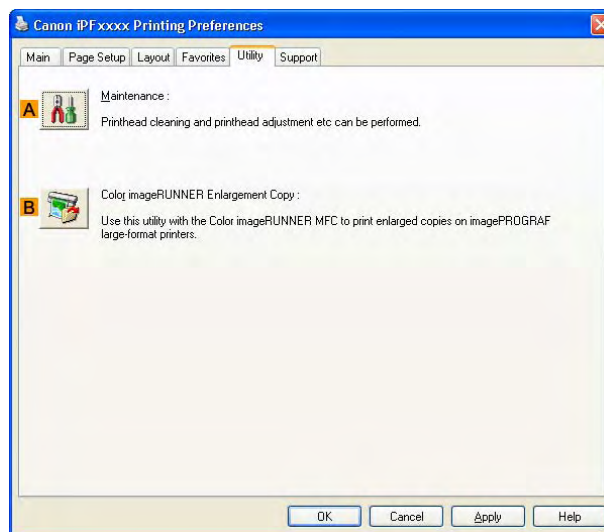 Canon iPFxxxx Printing Preferences
Main Page Setup Layout Favorites Utility Support
A
Maintenance :
Printhead cleaning and printhead adjustment etc can be performed.
B
Color imageRUNNER Enlargement Copy :
Use this utility with the Color imageRUNNER MFC to print enlarged copies on imagePROGRAF
large-format printers.
OK Cancel Apply Help